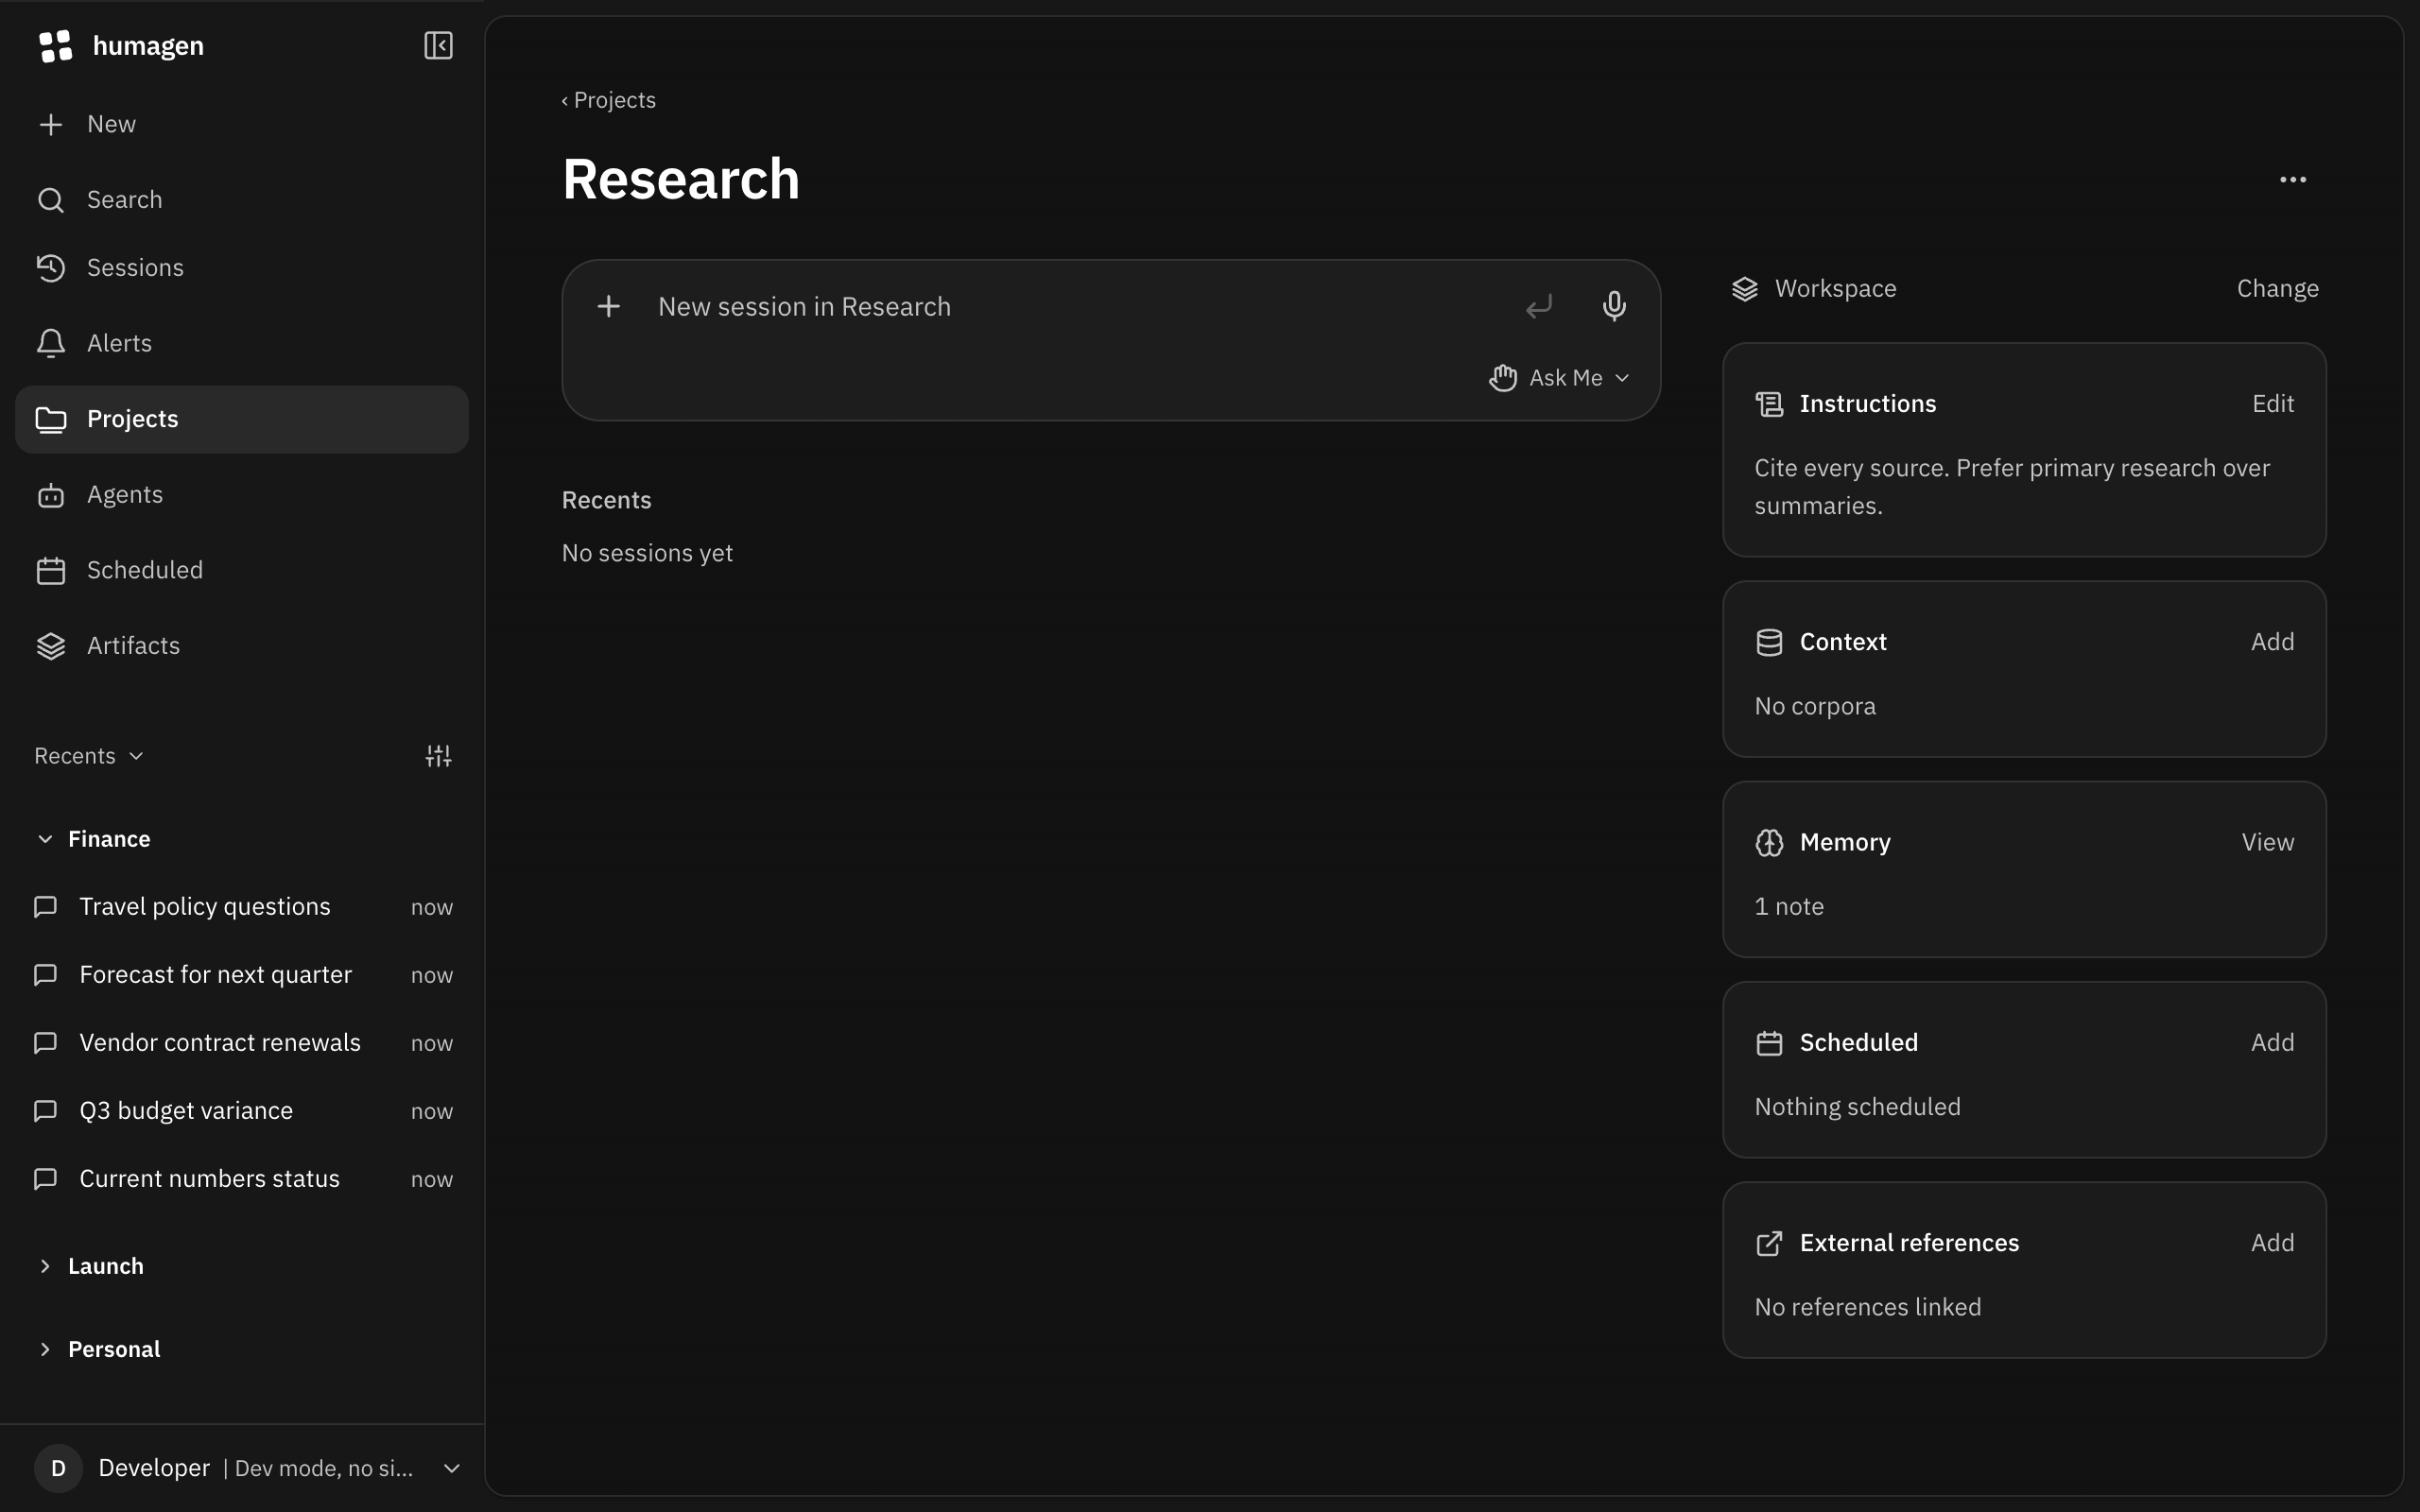 humagen
New
Search
Sessions
Alerts
Projects
Agents
Scheduled
Artifacts
Recents
Finance
Travel policy questions now
Forecast for next quarter now
Vendor contract renewals now
Q3 budget variance now
Current numbers status now
Launch
Personal
D Developer | Dev mode, no si...
‹ Projects
Research
New session in Research
Ask Me
Recents
No sessions yet
Workspace Change
Instructions Edit
Cite every source. Prefer primary research over
summaries.
Context Add
No corpora
Memory View
1 note
Scheduled Add
Nothing scheduled
External references Add
No references linked